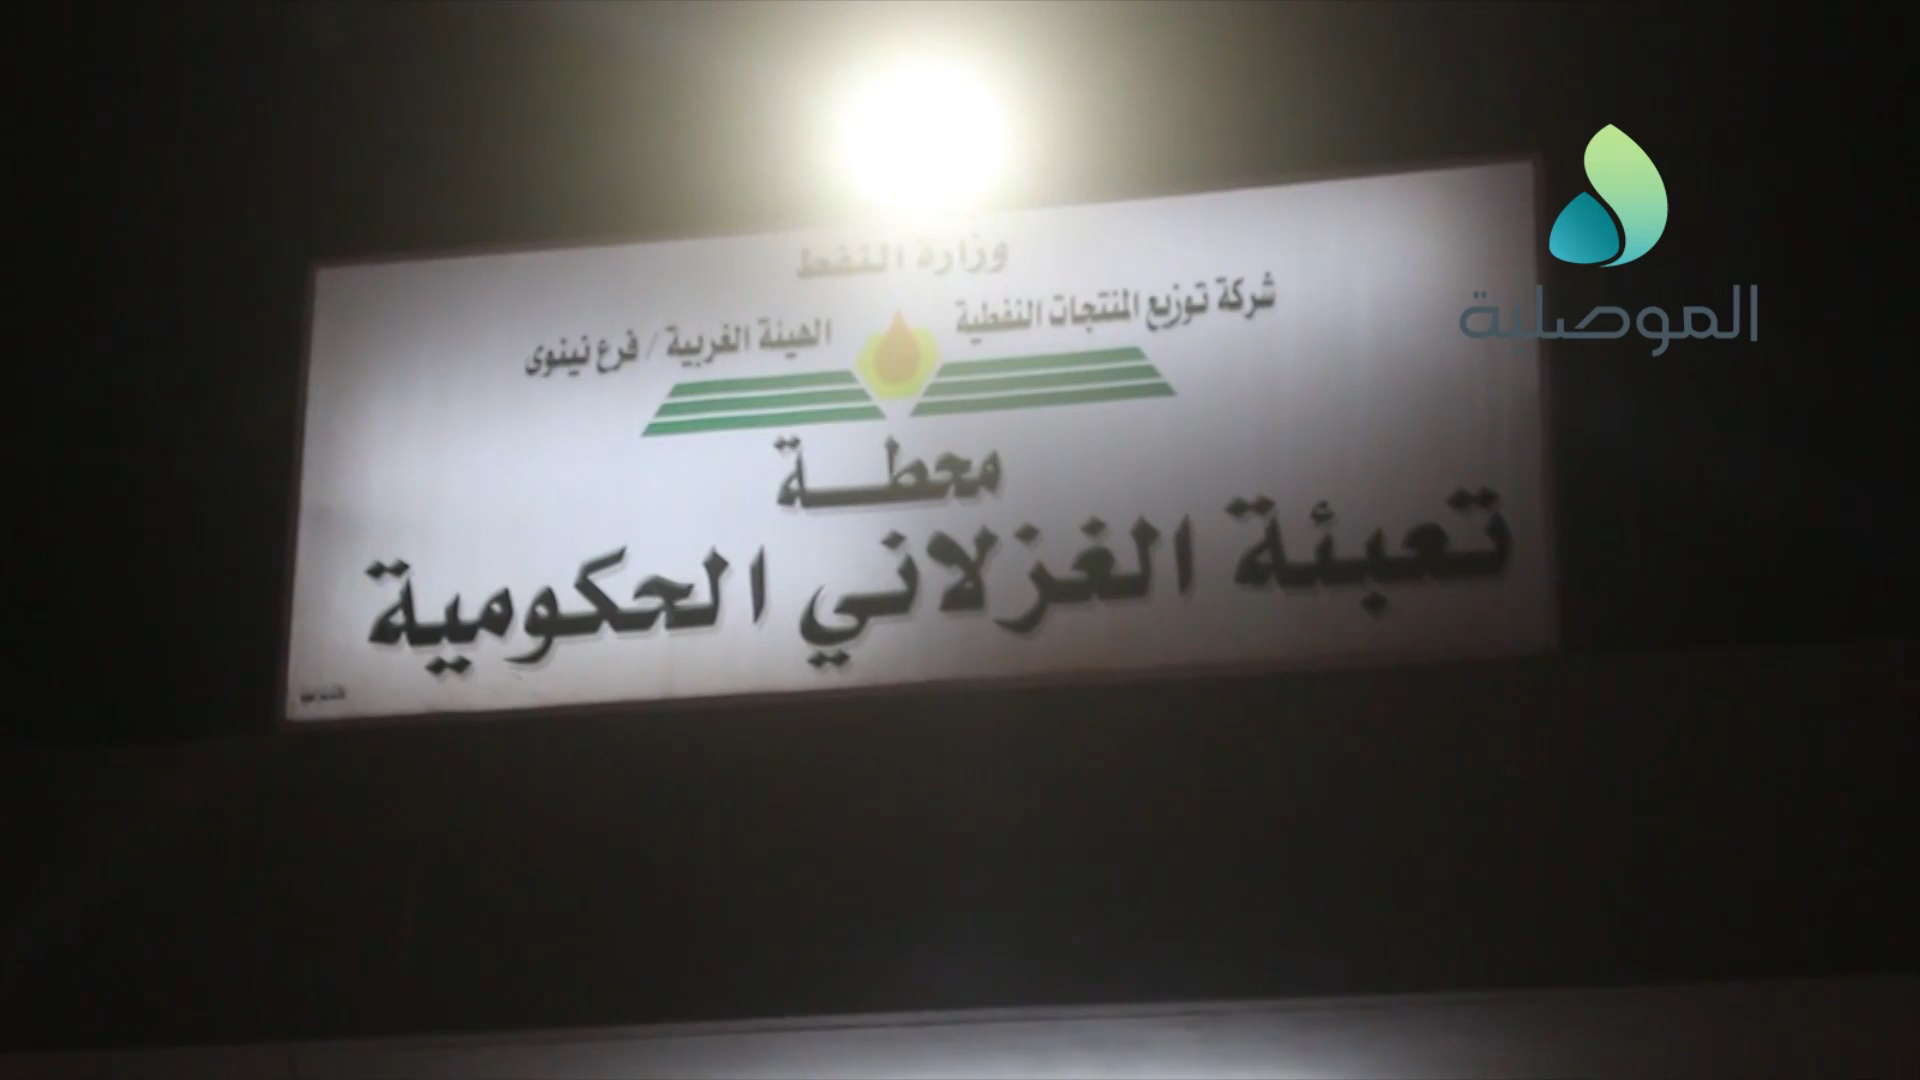 وزارة النفط
شركة توزيع المنتجات النفطية
الهيئة الغربية / فرع نينوى
محطة
تعبئة الغزلاني الحكومية
الموصلية